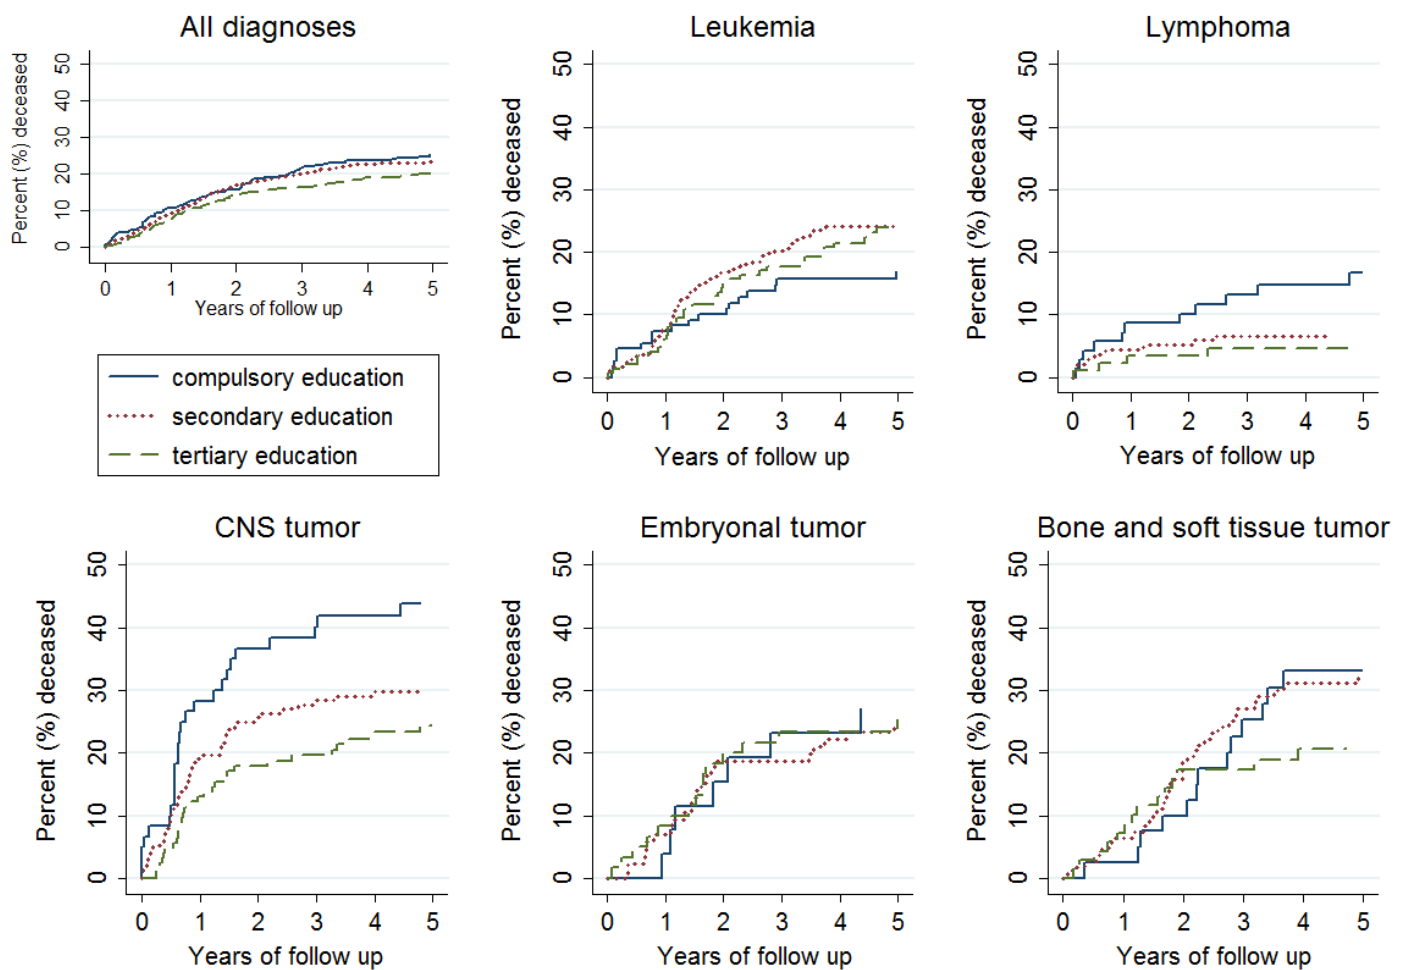 All diagnoses
Percent (%) deceased
50
40
30
20
10
0
0 1 2 3 4 5
Years of follow up
Leukemia
Percent (%) deceased
50
40
30
20
10
0
0 1 2 3 4 5
Years of follow up
Lymphoma
Percent (%) deceased
50
40
30
20
10
0
0 1 2 3 4 5
Years of follow up
compulsory education
secondary education
tertiary education
CNS tumor
Percent (%) deceased
50
40
30
20
10
0
0 1 2 3 4 5
Years of follow up
Embryonal tumor
Percent (%) deceased
50
40
30
20
10
0
0 1 2 3 4 5
Years of follow up
Bone and soft tissue tumor
Percent (%) deceased
50
40
30
20
10
0
0 1 2 3 4 5
Years of follow up